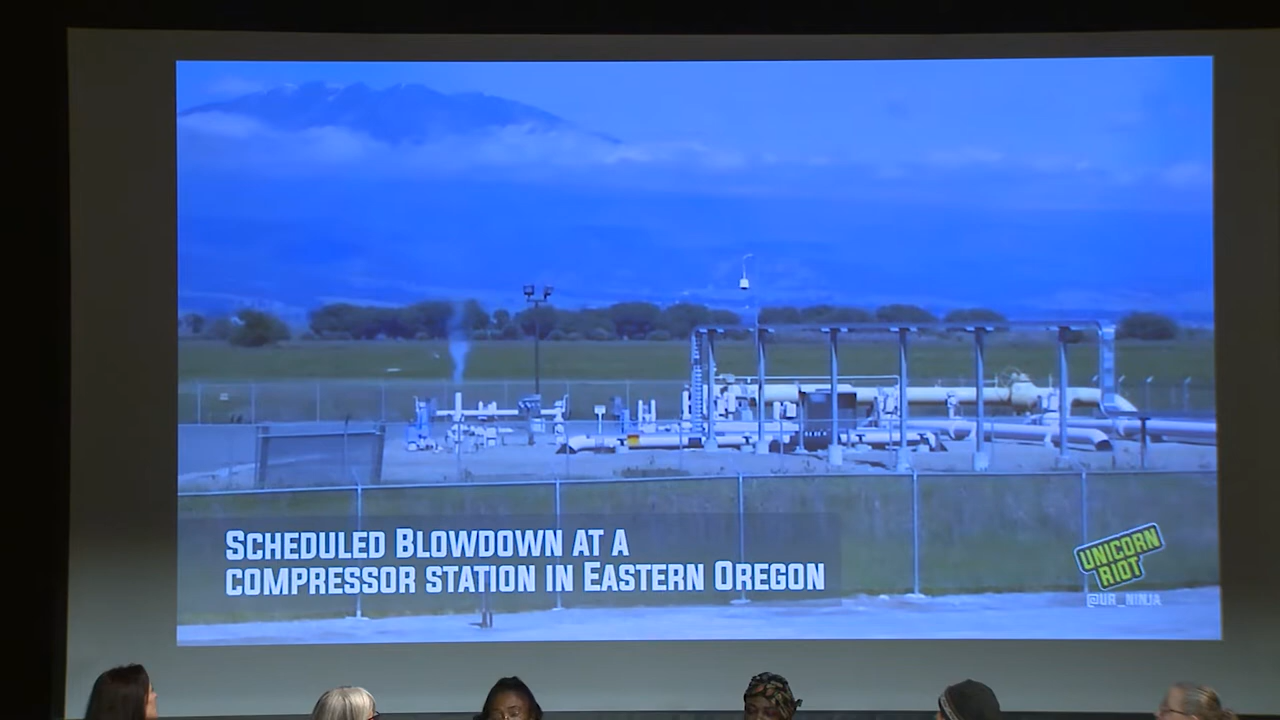 Scheduled Blowdown at a
compressor station in Eastern Oregon
UNICORN
RIOT
@UR_NINJA